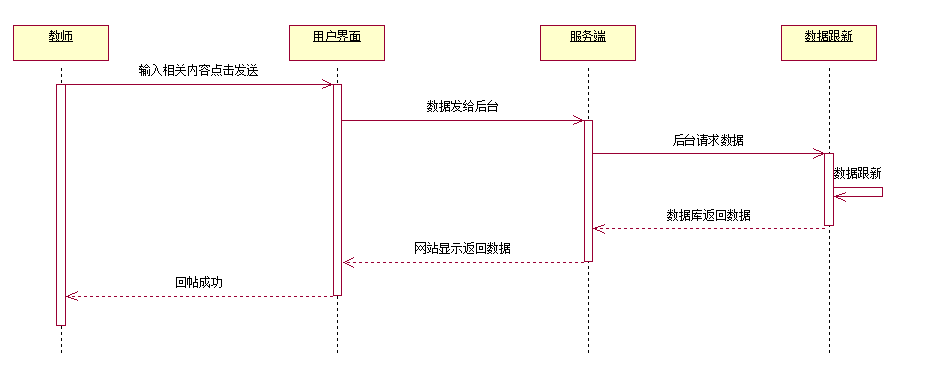 教师
用户界面
服务端
数据跟新
输入相关内容点击发送
数据发给后台
后台请求数据
数据跟新
数据库返回数据
网站显示返回数据
回帖成功